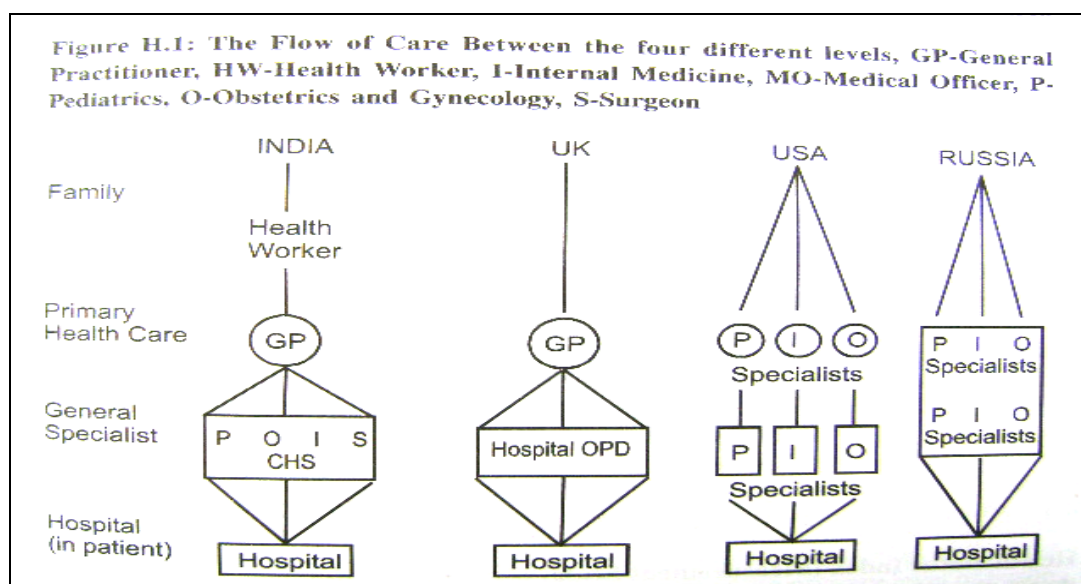 Figure H.1: The Flow of Care Between the four different levels, GP-General
Practitioner, HW-Health Worker, I-Internal Medicine, MO-Medical Officer, P-
Pediatrics. O-Obstetrics and Gynecology, S-Surgeon
INDIA UK USA RUSSIA
Family
Health
Worker
Primary
Health Care
GP GP P I O P I O
Specialists Specialists
General
Specialist
P O I S
CHS
Hospital OPD
P I O P I O
Specialists Specialists
Hospital
(in patient)
Hospital Hospital Hospital Hospital